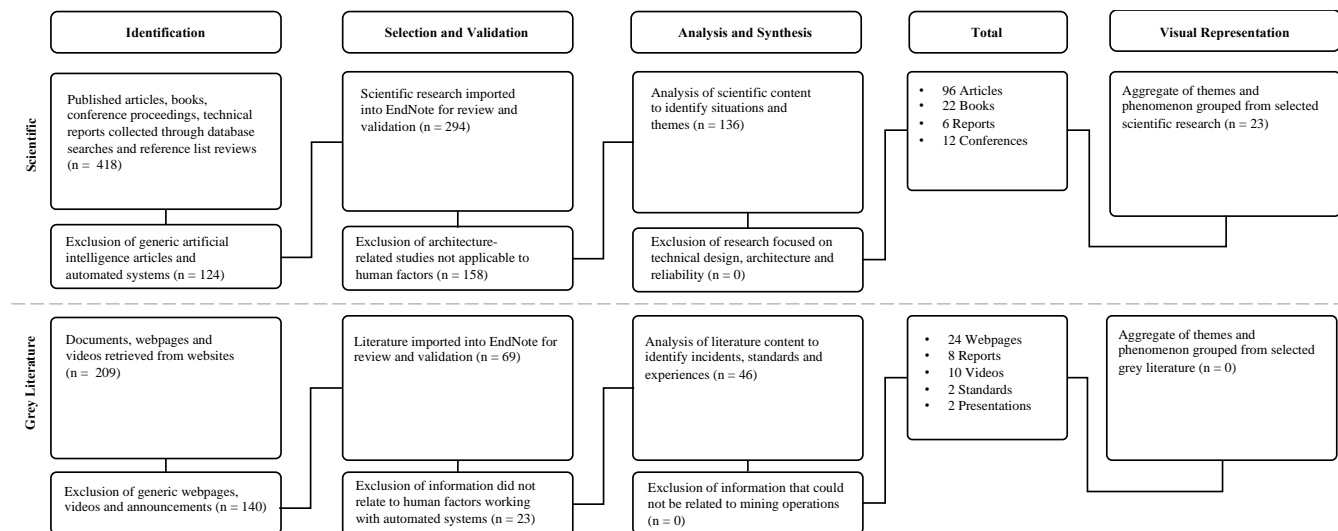 Identification
Selection and Validation
Analysis and Synthesis
Total
Visual Representation
Scientific
Published articles, books,
conference proceedings, technical
reports collected through database
searches and reference list reviews
(n =  418)
Exclusion of generic artificial
intelligence articles and
automated systems (n = 124)
Scientific research imported
into EndNote for review and
validation (n = 294)
Exclusion of architecture-
related studies not applicable to
human factors (n = 158)
Analysis of scientific content
to identify situations and
themes (n = 136)
Exclusion of research focused on
technical design, architecture and
reliability (n = 0)
• 96 Articles
• 22 Books
• 6 Reports
• 12 Conferences
Aggregate of themes and
phenomenon grouped from selected
scientific research (n = 23)
Grey Literature
Documents, webpages and
videos retrieved from websites
(n = 209)
Exclusion of generic webpages,
videos and announcements (n = 140)
Literature imported into EndNote for
review and validation (n = 69)
Exclusion of information did not
relate to human factors working
with automated systems (n = 23)
Analysis of literature content to
identify incidents, standards and
experiences (n = 46)
Exclusion of information that could
not be related to mining operations
(n = 0)
• 24 Webpages
• 8 Reports
• 10 Videos
• 2 Standards
• 2 Presentations
Aggregate of themes and
phenomenon grouped from selected
grey literature (n = 0)